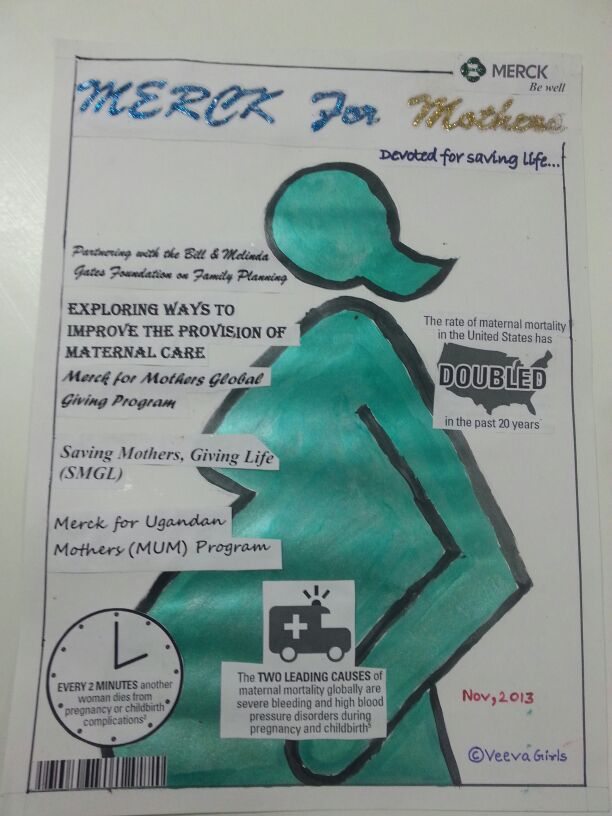 MERCK
Be well
MERCK For Mothers
Devoted for saving life...
Partnering with the Bill & Melinda
Gates Foundation on Family Planning
EXPLORING WAYS TO
IMPROVE THE PROVISION OF
MATERNAL CARE
Merck for Mothers Global
Giving Program
The rate of maternal mortality
in the United States has
DOUBLED
in the past 20 years
Saving Mothers, Giving Life
(SMGL)
Merck for Ugandan
Mothers (MUM) Program
EVERY 2 MINUTES another
woman dies from
pregnancy or childbirth
complications²
The TWO LEADING CAUSES of
maternal mortality globally are
severe bleeding and high blood
pressure disorders during
pregnancy and childbirth⁵
Nov, 2013
©Veeva Girls